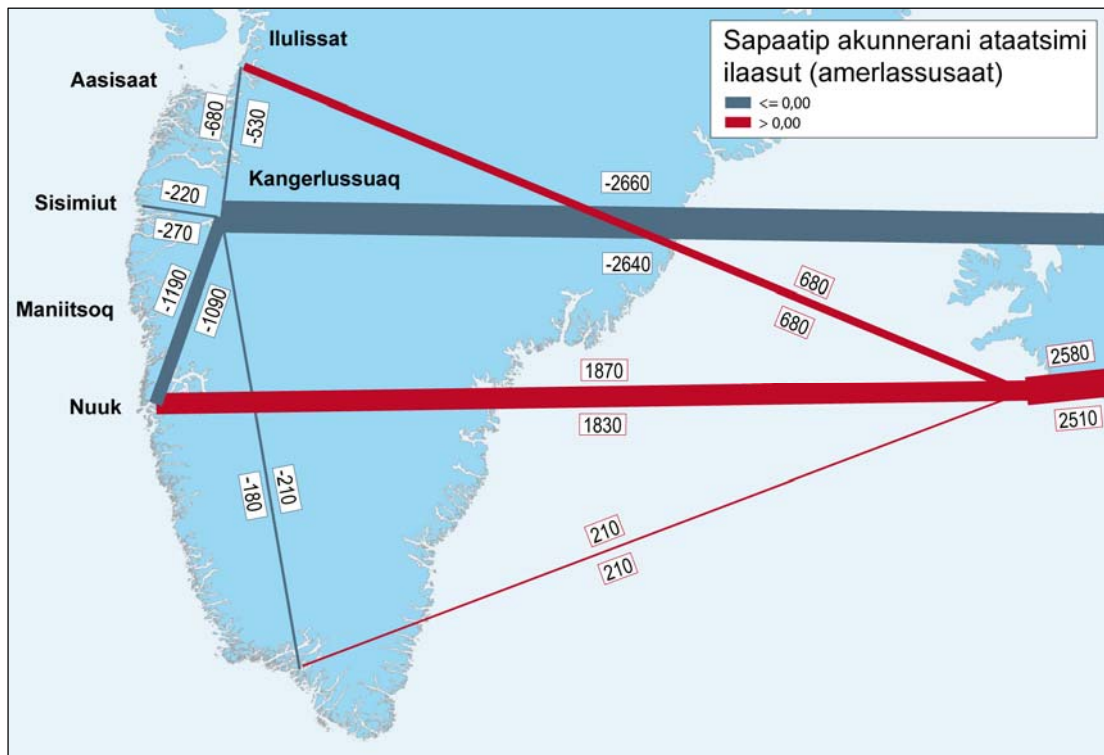 Sapaatip akunnerani ataatsimi
ilaasut (amerlassusaat)
<= 0,00
> 0,00
Ilulissat
Aasisaat
-680
-530
Kangerlussuaq
-2660
-220
Sisimiut
-270
-2640
-1190
-1090
680
680
Maniitsoq
2580
1870
Nuuk
1830
2510
-180
-210
210
210